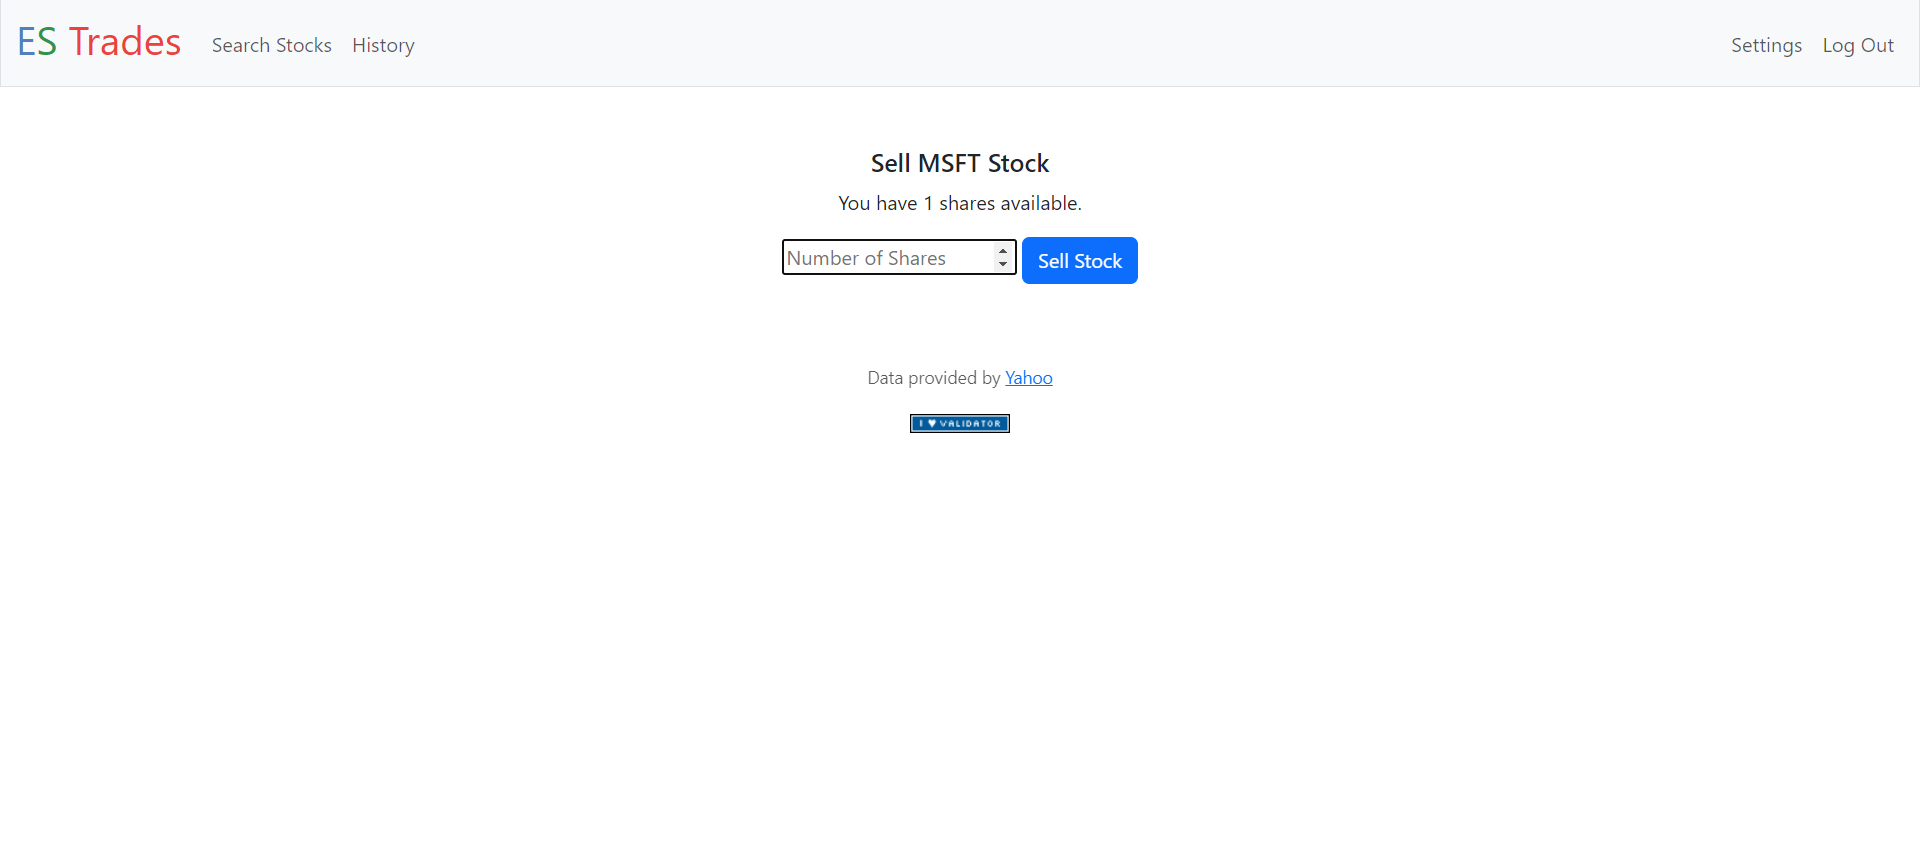 ES Trades Search Stocks History Settings Log Out
Sell MSFT Stock
You have 1 shares available.
Number of Shares Sell Stock
Data provided by Yahoo
I ♥ VALIDATOR